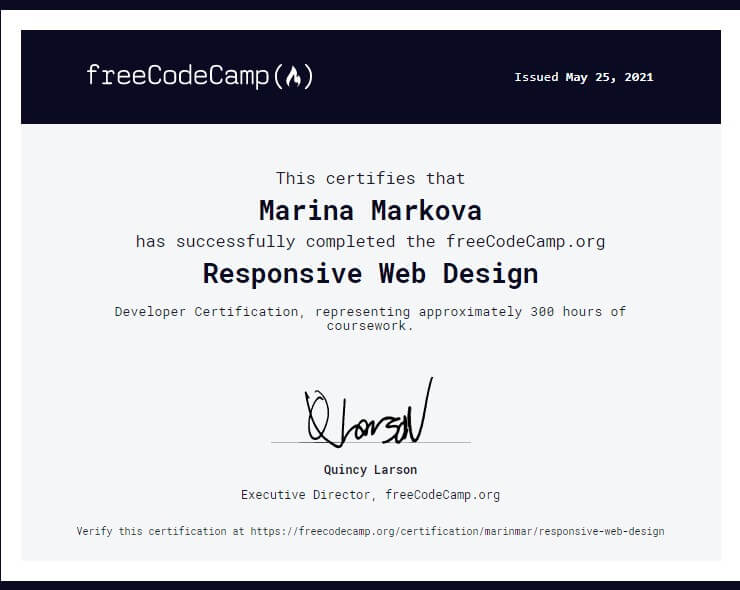 freeCodeCamp(🔥)
Issued May 25, 2021
This certifies that
Marina Markova
has successfully completed the freeCodeCamp.org
Responsive Web Design
Developer Certification, representing approximately 300 hours of
coursework.
Q Larson
Quincy Larson
Executive Director, freeCodeCamp.org
Verify this certification at https://freecodecamp.org/certification/marinmar/responsive-web-design